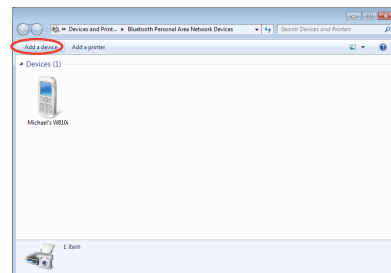 « Devices and Print... ▸ Bluetooth Personal Area Network Devices
Search Devices and Printers
Add a device
Add a printer
Devices (1)
Michael's W810i
1 item